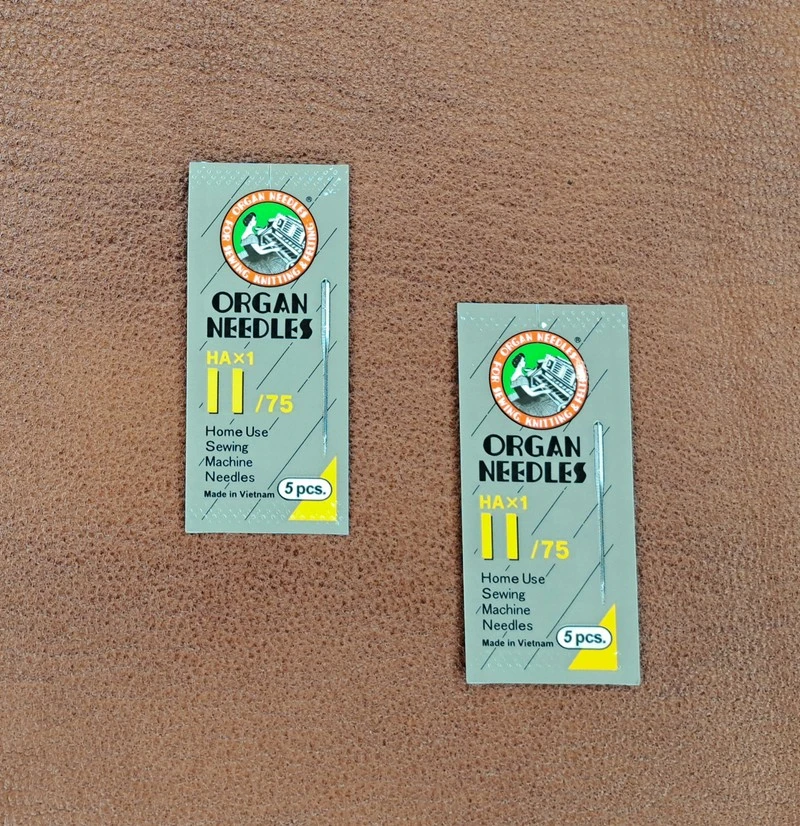 ORGAN NEEDLES
FOR SEWING, KNITTING & FELTING
®
ORGAN
NEEDLES
HA×1
11/75
Home Use
Sewing
Machine
Needles
Made in Vietnam
5 pcs.
ORGAN NEEDLES
FOR SEWING, KNITTING & FELTING
®
ORGAN
NEEDLES
HA×1
11/75
Home Use
Sewing
Machine
Needles
Made in Vietnam
5 pcs.